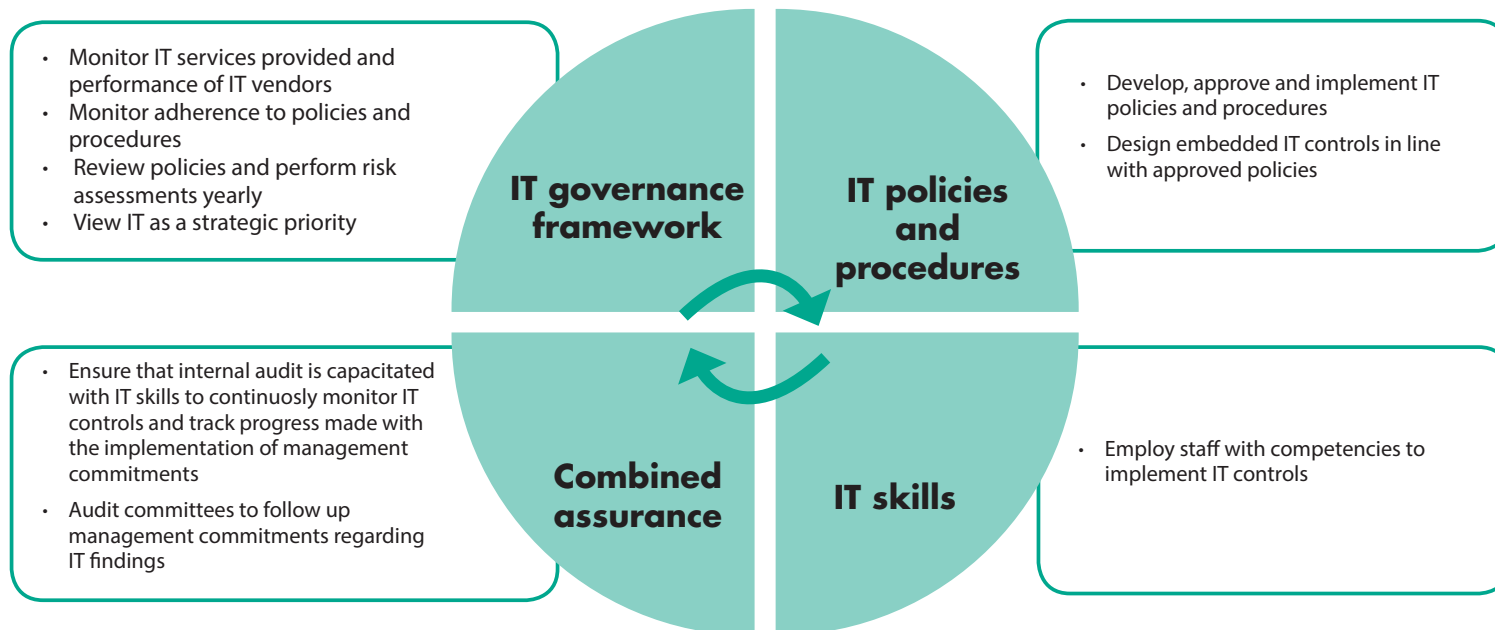 • Monitor IT services provided and
performance of IT vendors
• Monitor adherence to policies and
procedures
• Review policies and perform risk
assessments yearly
• View IT as a strategic priority
IT governance
framework
IT policies
and
procedures
• Develop, approve and implement IT
policies and procedures
• Design embedded IT controls in line
with approved policies
• Ensure that internal audit is capacitated
with IT skills to continuosly monitor IT
controls and track progress made with
the implementation of management
commitments
• Audit committees to follow up
management commitments regarding
IT findings
Combined
assurance
IT skills
• Employ staff with competencies to
implement IT controls